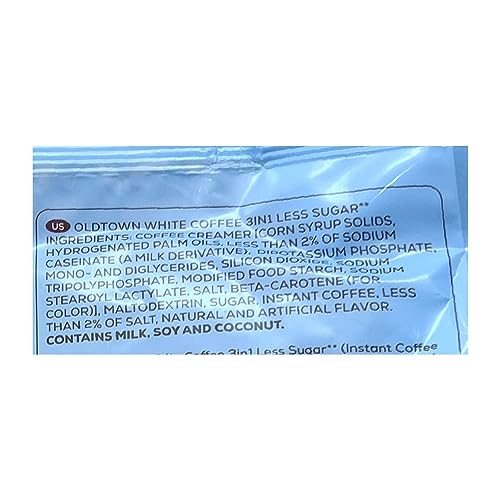 US OLDTOWN WHITE COFFEE 3IN1 LESS SUGAR**
INGREDIENTS: COFFEE CREAMER [CORN SYRUP SOLIDS,
HYDROGENATED PALM OILS, LESS THAN 2% OF SODIUM
CASEINATE (A MILK DERIVATIVE), DIPOTASSIUM PHOSPHATE,
MONO- AND DIGLYCERIDES, SILICON DIOXIDE, SODIUM
TRIPOLYPHOSPHATE, MODIFIED FOOD STARCH, SODIUM
STEAROYL LACTYLATE, SALT, BETA-CAROTENE (FOR
COLOR)], MALTODEXTRIN, SUGAR, INSTANT COFFEE, LESS
THAN 2% OF SALT, NATURAL AND ARTIFICIAL FLAVOR.
CONTAINS MILK, SOY AND COCONUT.
Coffee 3in1 Less Sugar** (Instant Coffee